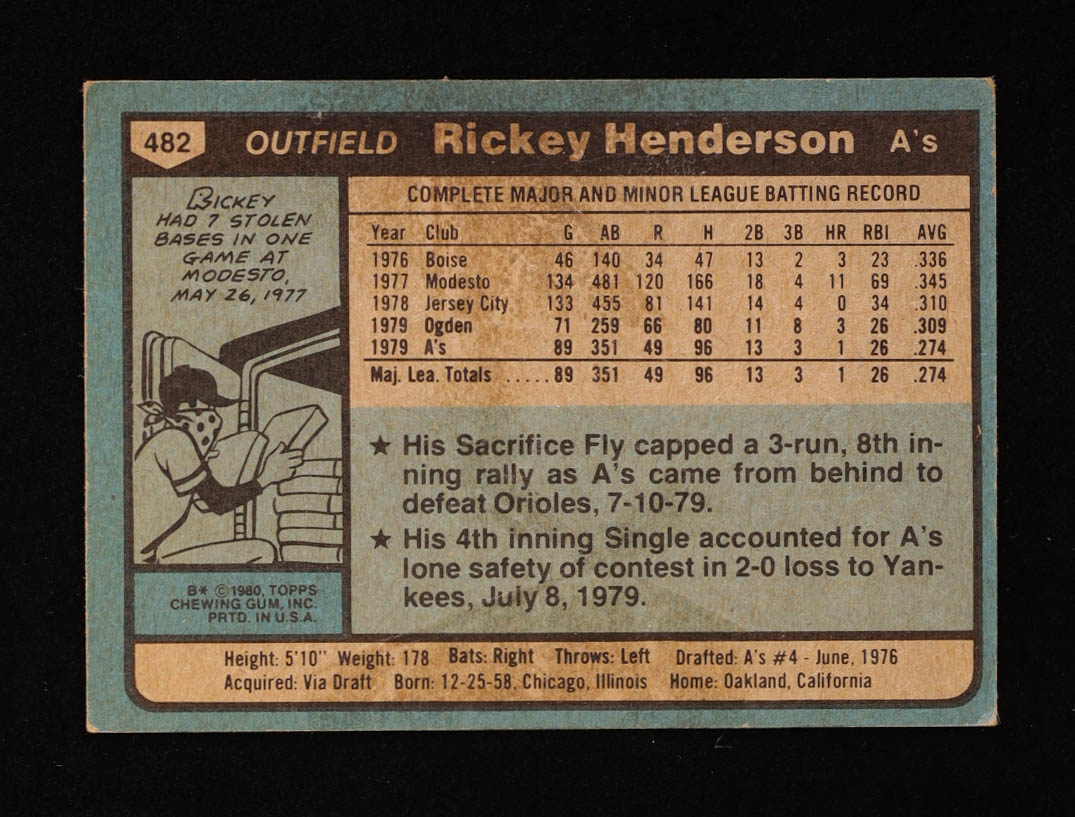 482 OUTFIELD Rickey Henderson A's
RICKEY
HAD 7 STOLEN
BASES IN ONE
GAME AT
MODESTO,
MAY 26, 1977
COMPLETE MAJOR AND MINOR LEAGUE BATTING RECORD
Year Club G AB R H 2B 3B HR RBI AVG
1976 Boise 46 140 34 47 13 2 3 23 .336
1977 Modesto 134 481 120 166 18 4 11 69 .345
1978 Jersey City 133 455 81 141 14 4 0 34 .310
1979 Ogden 71 259 66 80 11 8 3 26 .309
1979 A's 89 351 49 96 13 3 1 26 .274
Maj. Lea. Totals ..... 89 351 49 96 13 3 1 26 .274
★ His Sacrifice Fly capped a 3-run, 8th in-
ning rally as A's came from behind to
defeat Orioles, 7-10-79.
★ His 4th inning Single accounted for A's
lone safety of contest in 2-0 loss to Yan-
kees, July 8, 1979.
B* ©1980, TOPPS
CHEWING GUM, INC.
PRTD. IN U.S.A.
Height: 5'10" Weight: 178 Bats: Right Throws: Left Drafted: A's #4 - June, 1976
Acquired: Via Draft Born: 12-25-58, Chicago, Illinois Home: Oakland, California